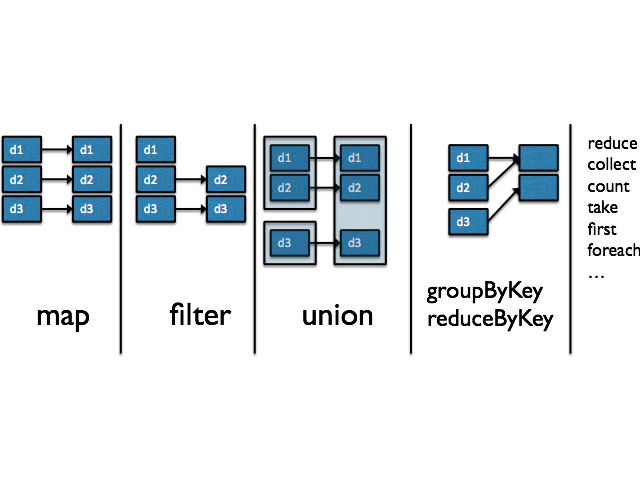 d1 d1
d2 d2
d3 d3
map
d1
d2 d2
d3 d3
filter
d1 d1
d2 d2
d3 d3
union
d1
d2
d3
groupByKey
reduceByKey
reduce
collect
count
take
first
foreach
...